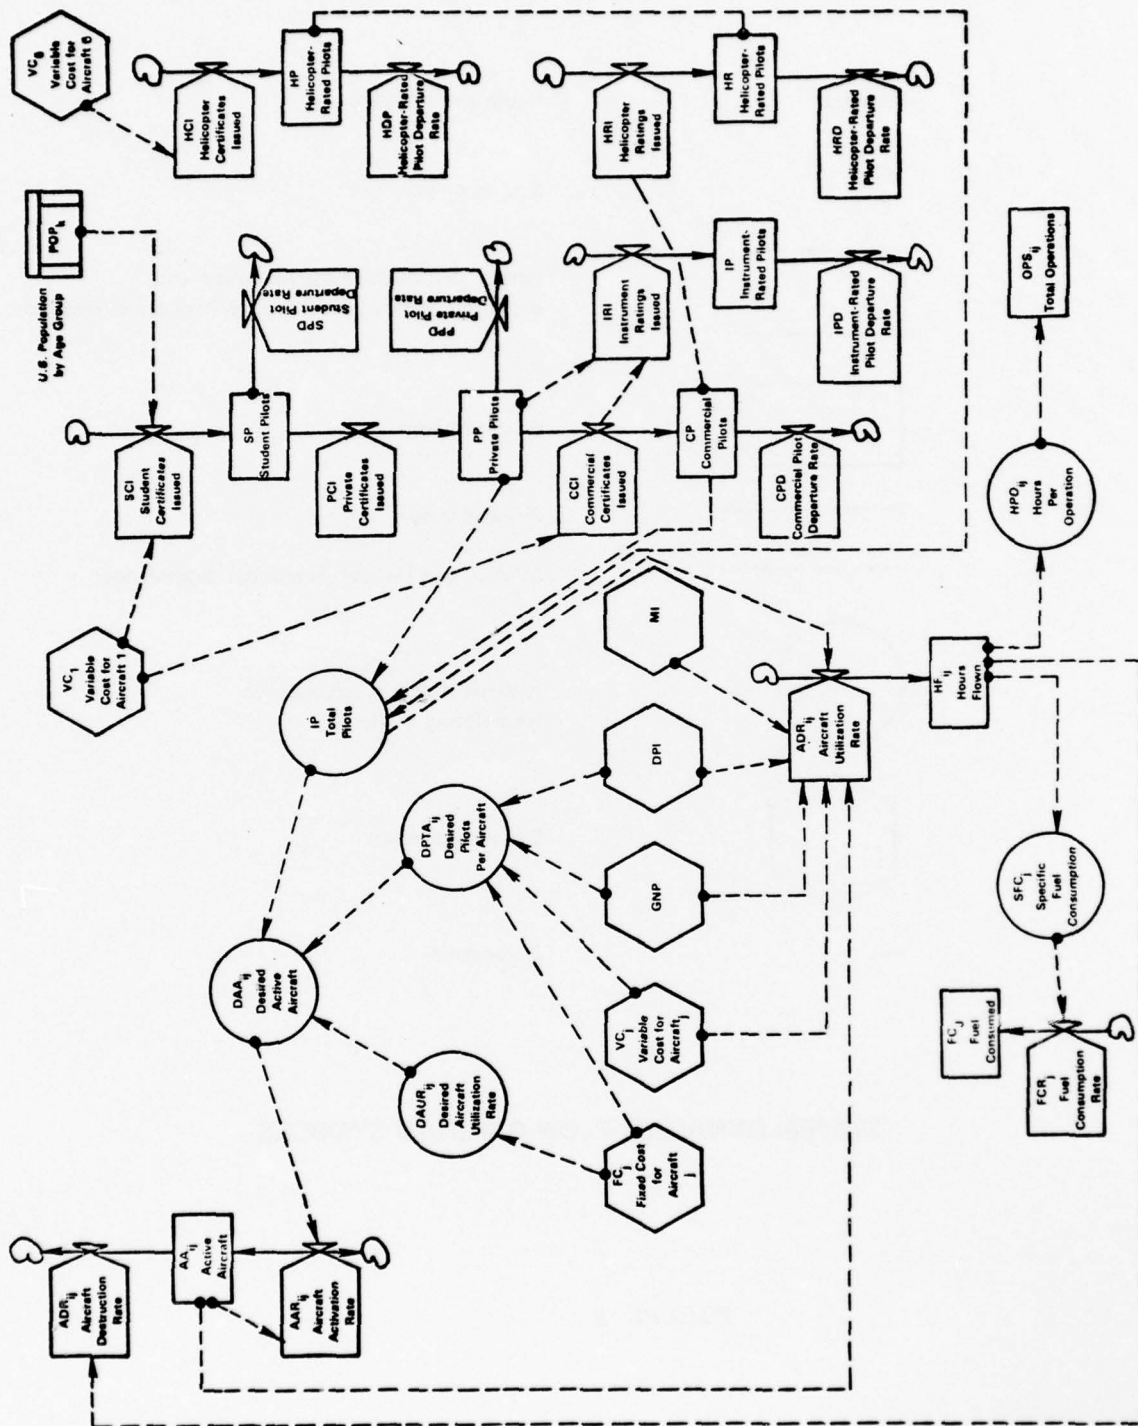 VC6
Variable
Cost for
Aircraft 6
HCI
Helicopter
Certificates
Issued
HP
Helicopter-
Rated Pilots
HDP
Helicopter-Rated
Pilot Departure
Rate
HRI
Helicopter
Ratings
Issued
HR
Helicopter-
Rated Pilots
HRD
Helicopter-Rated
Pilot Departure
Rate
U.S. Population
by Age Group
POPk
SPD
Student Pilot
Departure Rate
PPD
Private Pilot
Departure Rate
IRI
Instrument
Ratings
Issued
IP
Instrument-
Rated Pilots
IPD
Instrument-Rated
Pilot Departure
Rate
OPSij
Total Operations
SCI
Student
Certificates
Issued
SP
Student Pilots
PCI
Private
Certificates
Issued
PP
Private Pilots
CCI
Commercial
Certificates
Issued
CP
Commercial
Pilots
CPD
Commercial Pilot
Departure Rate
HPDij
Hours
Per
Operation
VC1
Variable
Cost for
Aircraft 1
IP
Total
Pilots
MI
DPTAij
Desired
Pilots
Per Aircraft
DPI
GNP
ADRij
Aircraft
Utilization
Rate
HFij
Hours
Flown
DAAij
Desired
Active
Aircraft
VCj
Variable
Cost for
Aircraftj
SFCj
Specific
Fuel
Consumption
DAURij
Desired
Aircraft
Utilization
Rate
FCj
Fixed Cost
for
Aircraft
j
FCJ
Fuel
Consumed
FCRj
Fuel
Consumption
Rate
ADRij
Aircraft
Destruction
Rate
AAij
Active
Aircraft
AARij
Aircraft
Activation
Rate